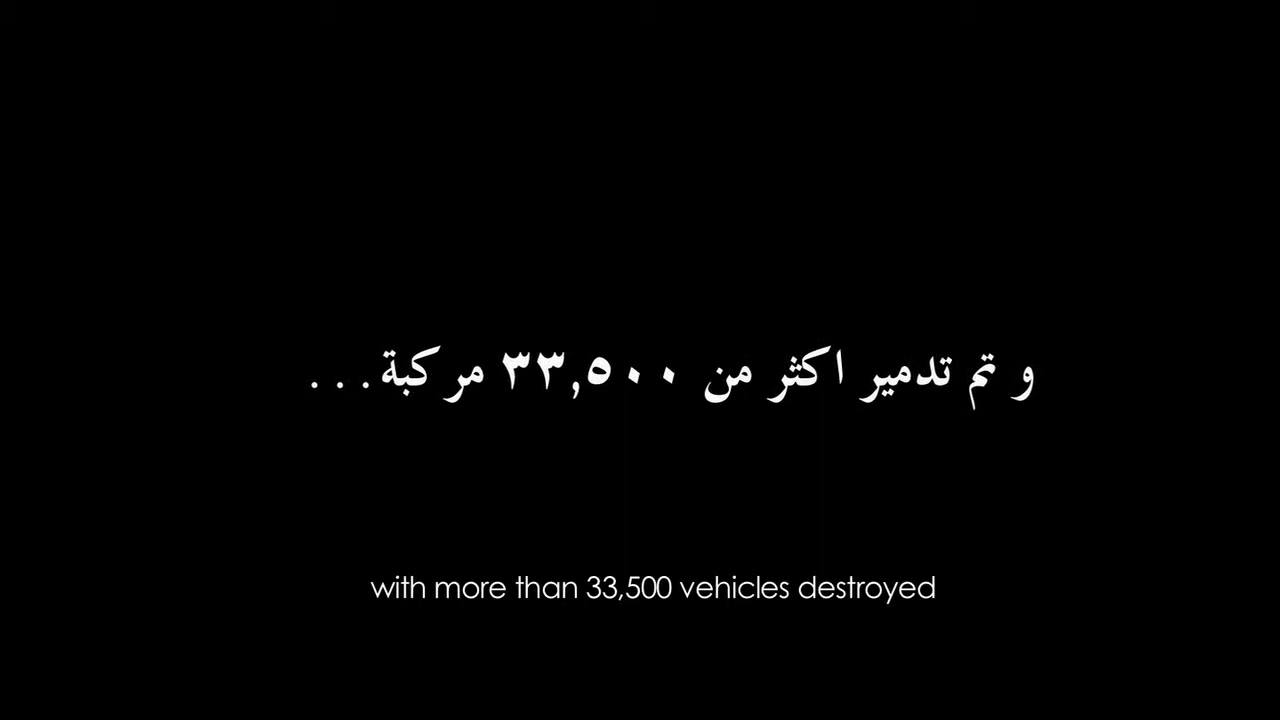 و تم تدمير اكثر من ٣٣,٥٠٠ مركبة...
with more than 33,500 vehicles destroyed